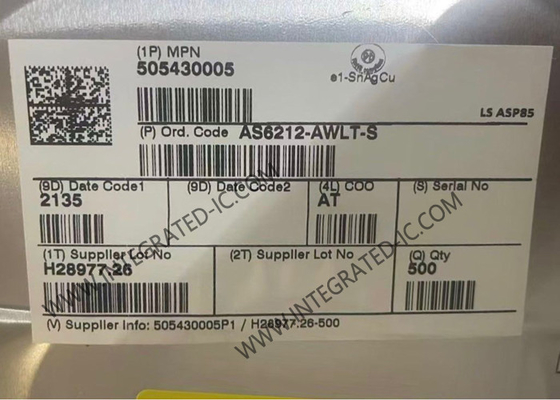 (1P) MPN
505430005
e1-SnAgCu
LS ASP85
(P) Ord. Code AS6212-AWLT-S
(9D) Date Code1
2135
(9D) Date Code2
(4L) COO
AT
(S) Serial No
(1T) Supplier Lot No
H28977.26
(2T) Supplier Lot No
(Q) Qty
500
(V) Supplier Info: 505430005P1 / H28977.26-500
WWW.INTEGRATED-IC.COM
WWW.INTEGRATED-IC.COM